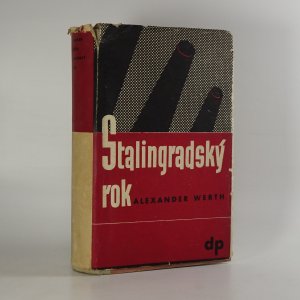 Stalingradský
rok
ALEXANDER WERTH
dp